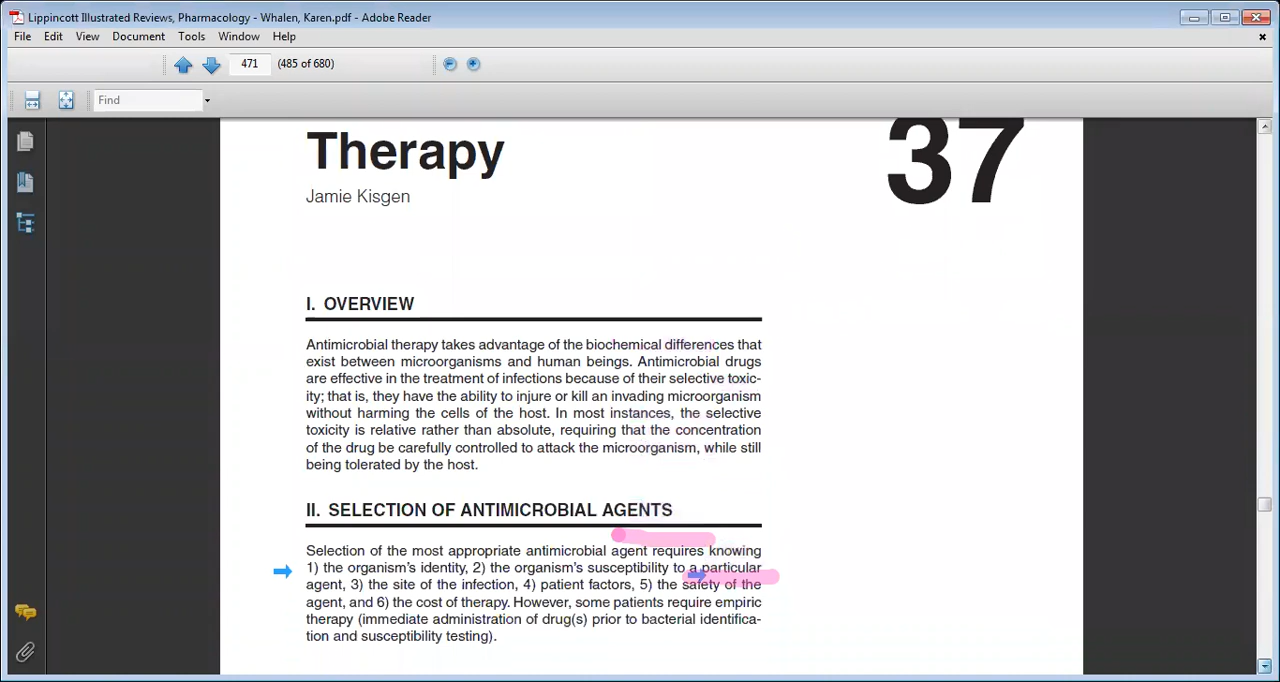 Lippincott Illustrated Reviews, Pharmacology - Whalen, Karen.pdf - Adobe Reader
File Edit View Document Tools Window Help
471 (485 of 680)
Find
Therapy
37
Jamie Kisgen
I. OVERVIEW
Antimicrobial therapy takes advantage of the biochemical differences that
exist between microorganisms and human beings. Antimicrobial drugs
are effective in the treatment of infections because of their selective toxic-
ity; that is, they have the ability to injure or kill an invading microorganism
without harming the cells of the host. In most instances, the selective
toxicity is relative rather than absolute, requiring that the concentration
of the drug be carefully controlled to attack the microorganism, while still
being tolerated by the host.
II. SELECTION OF ANTIMICROBIAL AGENTS
Selection of the most appropriate antimicrobial agent requires knowing
1) the organism's identity, 2) the organism's susceptibility to a particular
agent, 3) the site of the infection, 4) patient factors, 5) the safety of the
agent, and 6) the cost of therapy. However, some patients require empiric
therapy (immediate administration of drug(s) prior to bacterial identifica-
tion and susceptibility testing).